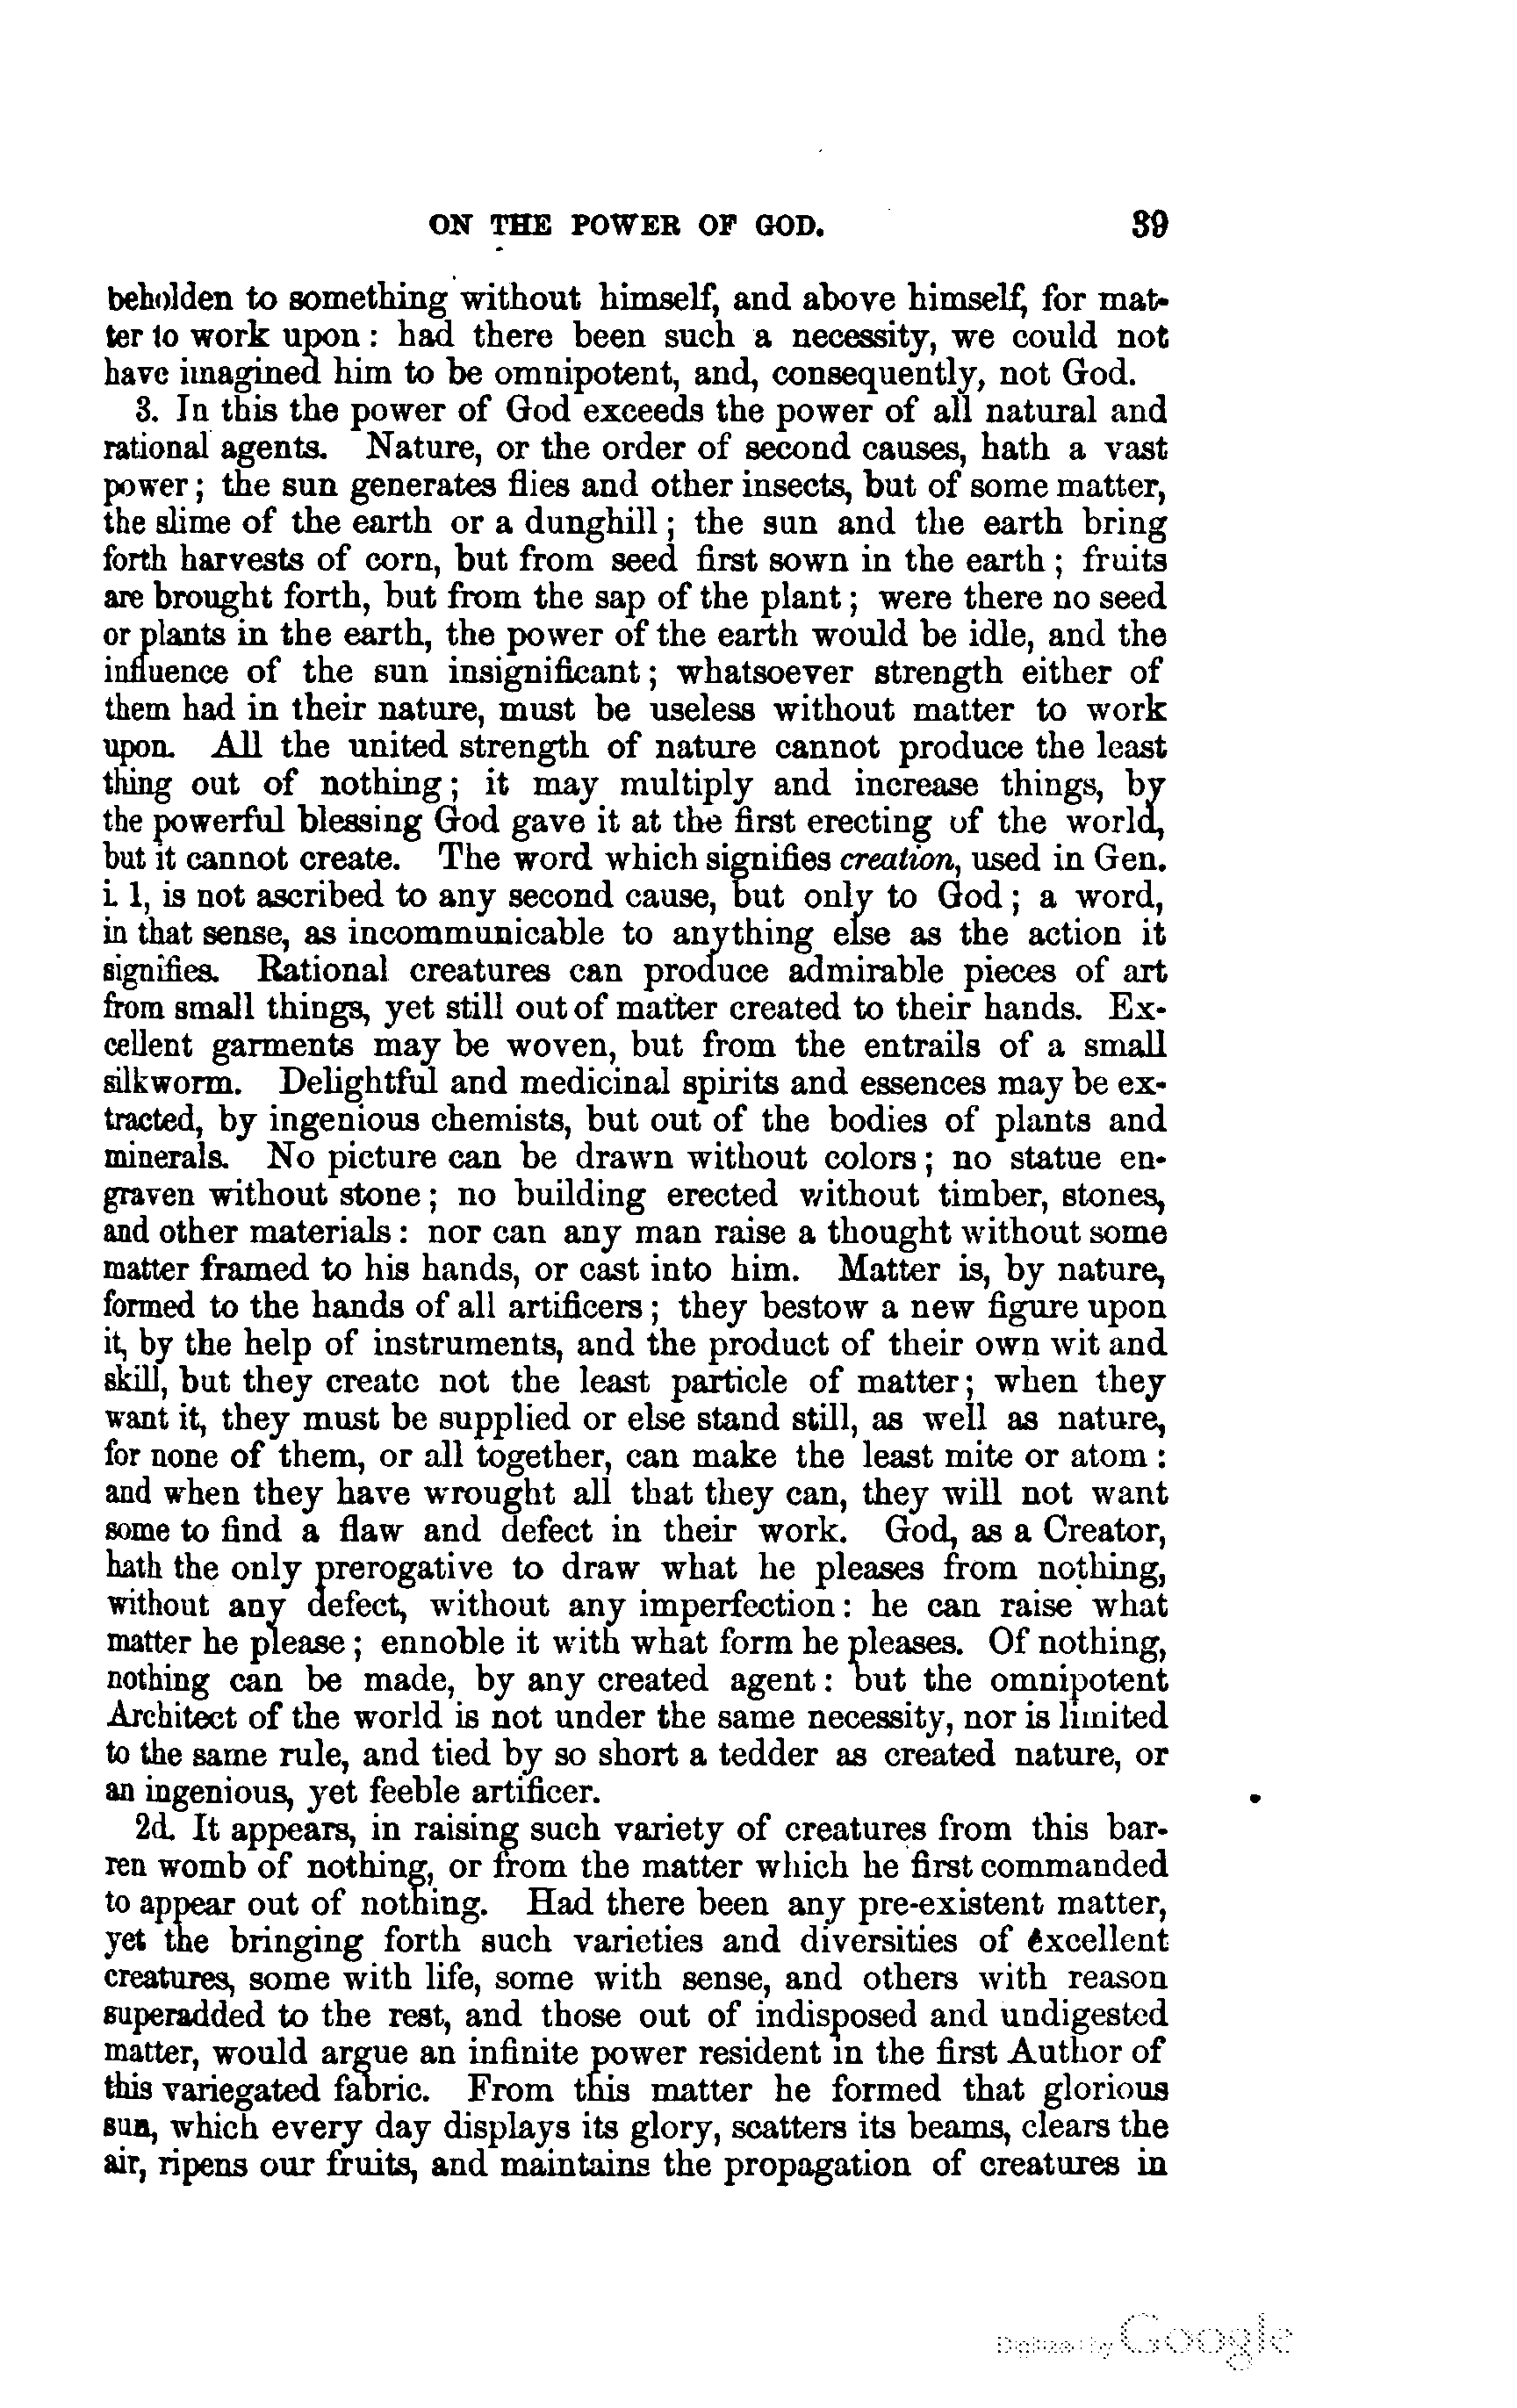 ON THE POWER OF GOD. 39
beholden to something without himself, and above himself, for mat-
ter to work upon : had there been such a necessity, we could not
have imagined him to be omnipotent, and, consequently, not God.
3. In this the power of God exceeds the power of all natural and
rational agents. Nature, or the order of second causes, hath a vast
power ; the sun generates flies and other insects, but of some matter,
the slime of the earth or a dunghill ; the sun and the earth bring
forth harvests of corn, but from seed first sown in the earth ; fruits
are brought forth, but from the sap of the plant ; were there no seed
or plants in the earth, the power of the earth would be idle, and the
influence of the sun insignificant ; whatsoever strength either of
them had in their nature, must be useless without matter to work
upon. All the united strength of nature cannot produce the least
thing out of nothing ; it may multiply and increase things, by
the powerful blessing God gave it at the first erecting of the world,
but it cannot create. The word which signifies creation, used in Gen.
i. 1, is not ascribed to any second cause, but only to God ; a word,
in that sense, as incommunicable to anything else as the action it
signifies. Rational creatures can produce admirable pieces of art
from small things, yet still out of matter created to their hands. Ex-
cellent garments may be woven, but from the entrails of a small
silkworm. Delightful and medicinal spirits and essences may be ex-
tracted, by ingenious chemists, but out of the bodies of plants and
minerals. No picture can be drawn without colors ; no statue en-
graven without stone ; no building erected without timber, stones,
and other materials : nor can any man raise a thought without some
matter framed to his hands, or cast into him. Matter is, by nature,
formed to the hands of all artificers ; they bestow a new figure upon
it, by the help of instruments, and the product of their own wit and
skill, but they create not the least particle of matter ; when they
want it, they must be supplied or else stand still, as well as nature,
for none of them, or all together, can make the least mite or atom :
and when they have wrought all that they can, they will not want
some to find a flaw and defect in their work. God, as a Creator,
hath the only prerogative to draw what he pleases from nothing,
without any defect, without any imperfection : he can raise what
matter he please ; ennoble it with what form he pleases. Of nothing,
nothing can be made, by any created agent : but the omnipotent
Architect of the world is not under the same necessity, nor is limited
to the same rule, and tied by so short a tedder as created nature, or
an ingenious, yet feeble artificer.
2d. It appears, in raising such variety of creatures from this bar-
ren womb of nothing, or from the matter which he first commanded
to appear out of nothing. Had there been any pre-existent matter,
yet the bringing forth such varieties and diversities of excellent
creatures, some with life, some with sense, and others with reason
superadded to the rest, and those out of indisposed and undigested
matter, would argue an infinite power resident in the first Author of
this variegated fabric. From this matter he formed that glorious
sun, which every day displays its glory, scatters its beams, clears the
air, ripens our fruits, and maintains the propagation of creatures in
Digitized by Google